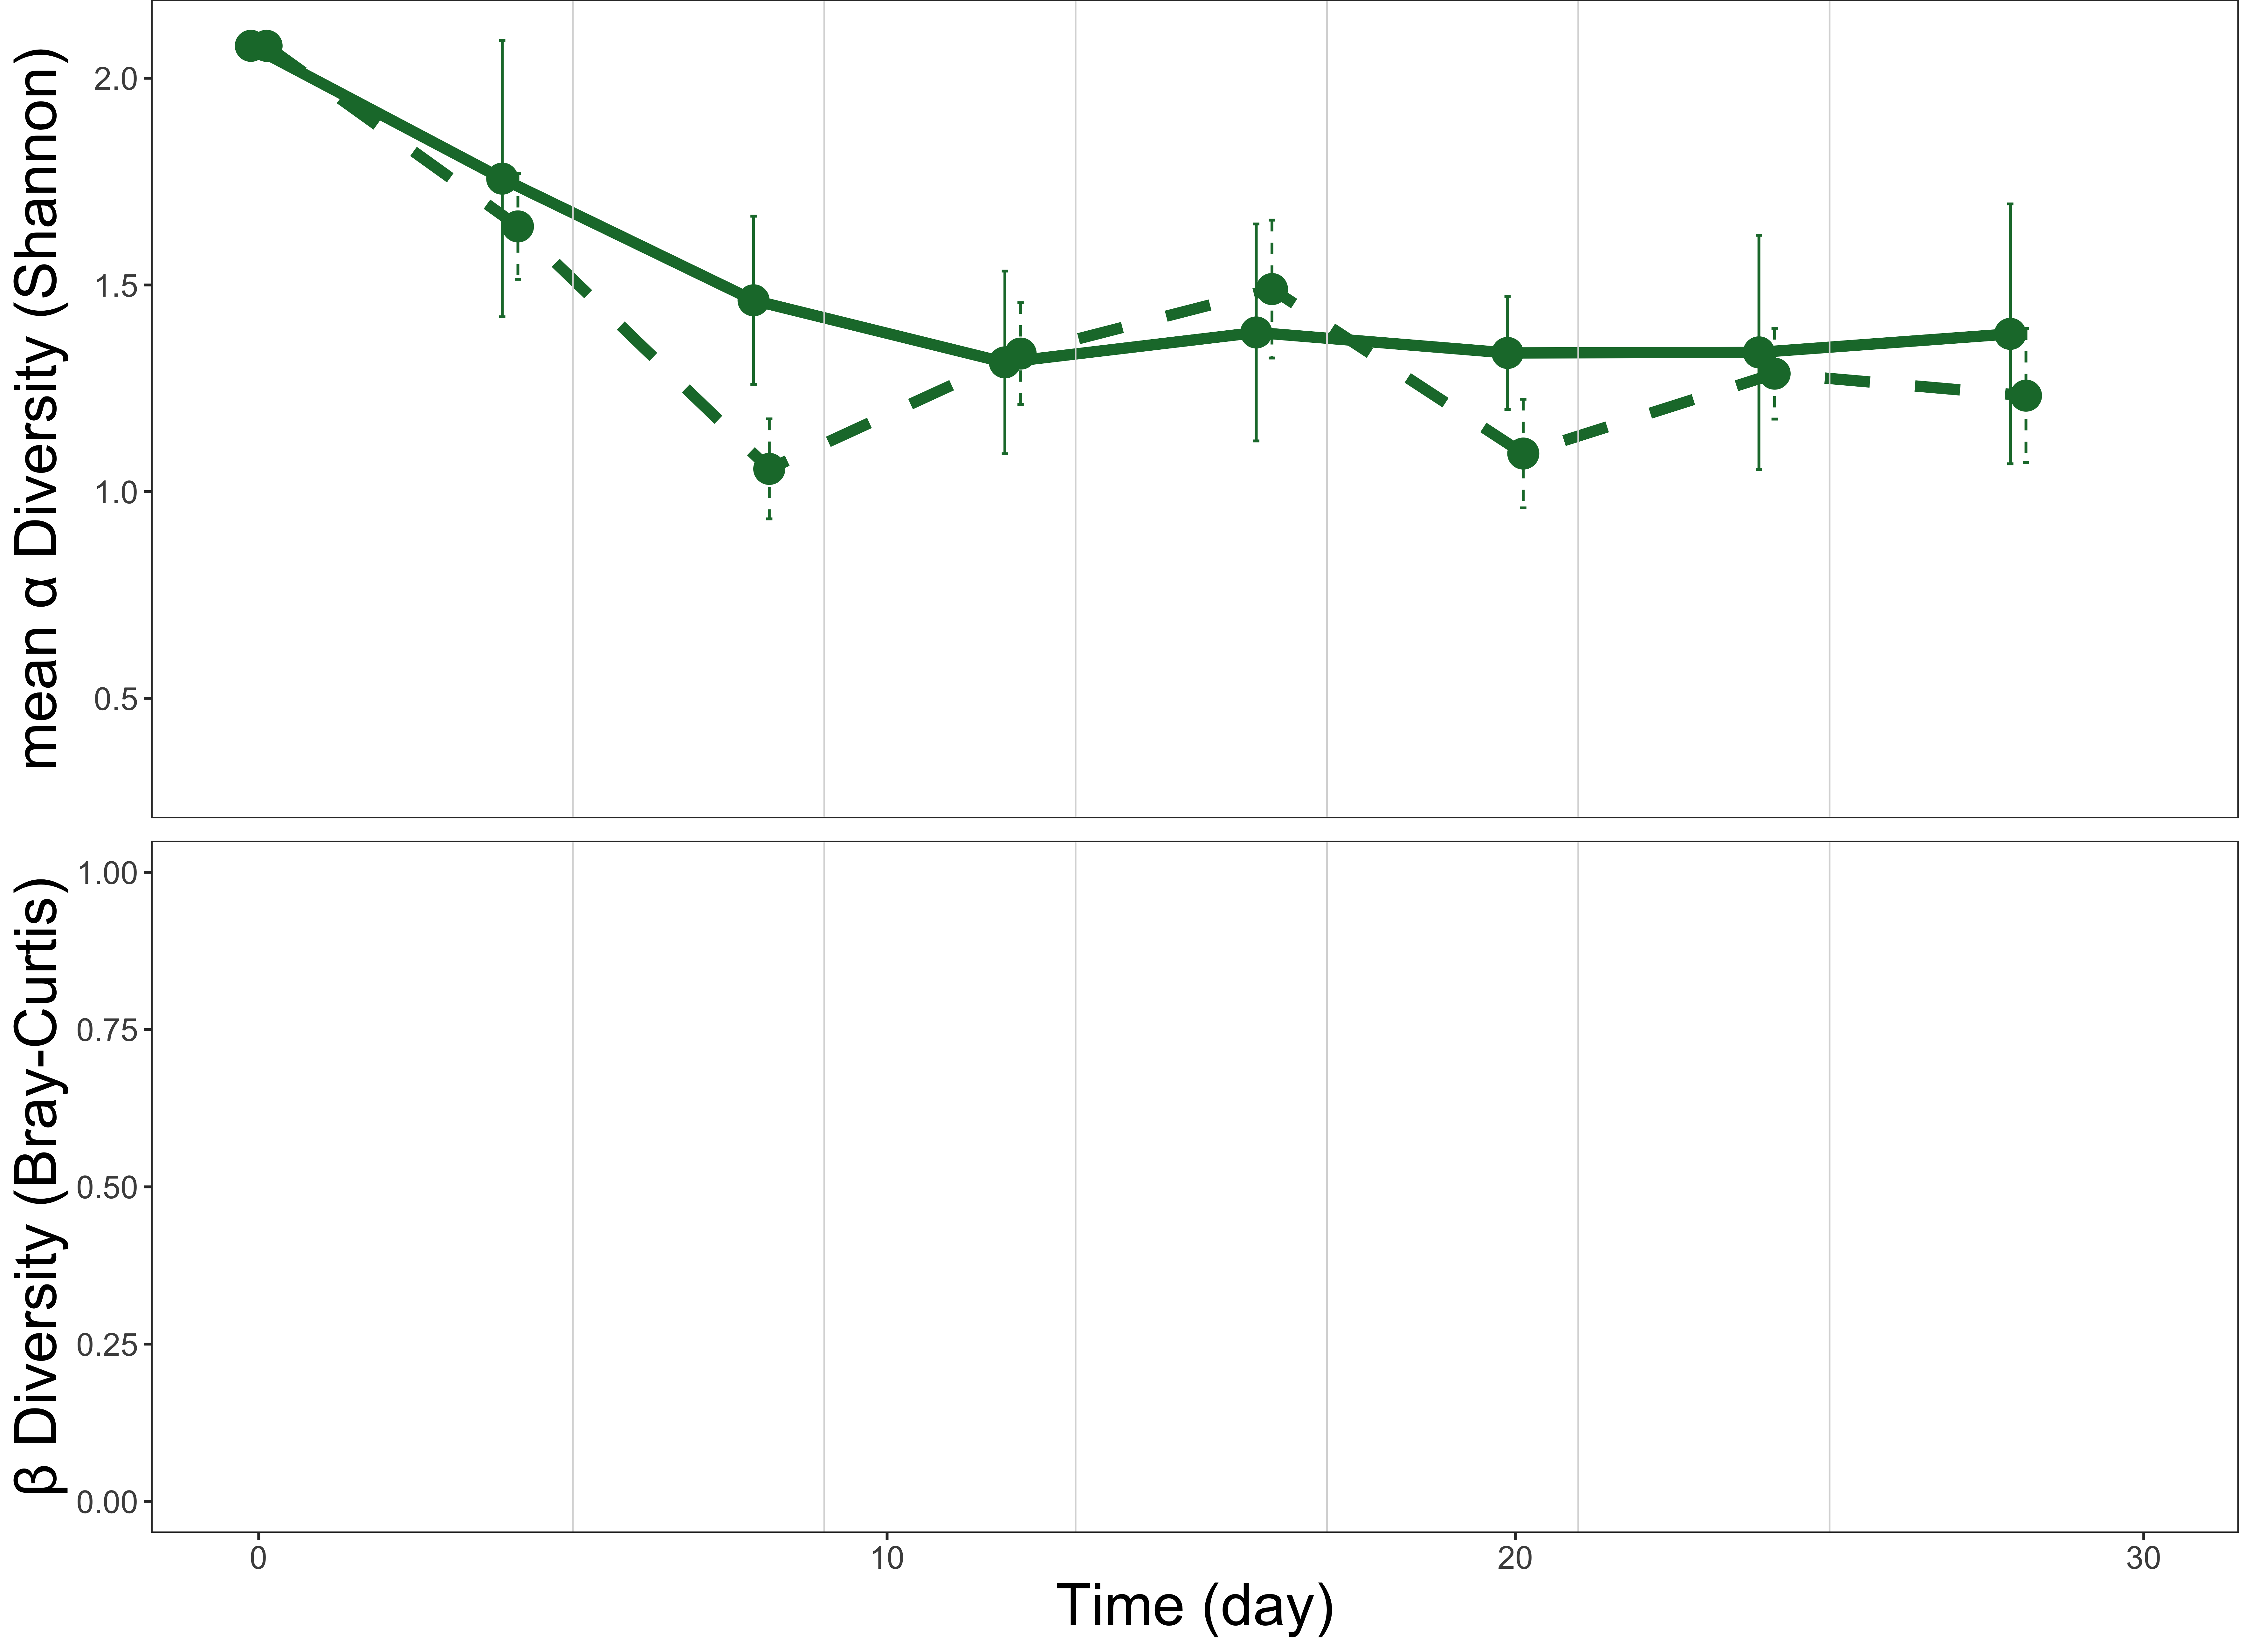 mean α Diversity (Shannon)
2.0
1.5
1.0
0.5
β Diversity (Bray-Curtis)
1.00
0.75
0.50
0.25
0.00
0 10 20 30
Time (day)